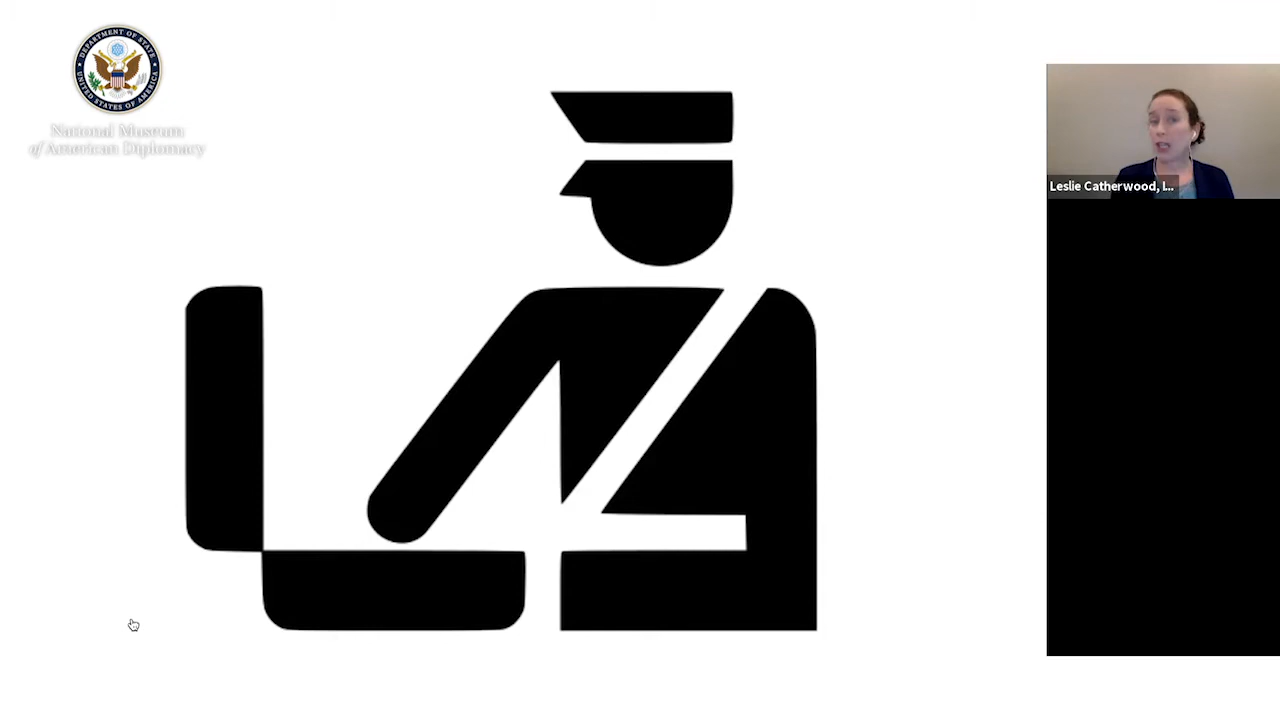 DEPARTMENT OF STATE
UNITED STATES OF AMERICA
National Museum
of American Diplomacy
Leslie Catherwood, I...